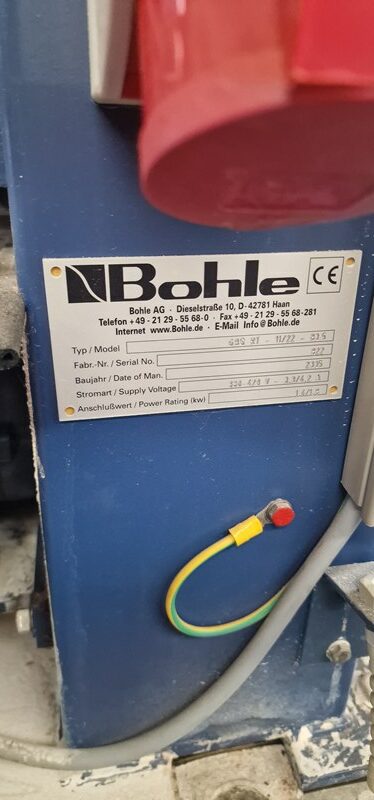 Bohle
CE
Bohle AG · Dieselstraße 10, D-42781 Haan
Telefon +49 - 21 29 - 55 68-0 · Fax +49 - 21 29 - 55 68-281
Internet www.Bohle.de · E-Mail Info@Bohle.de
Typ / Model
Fabr.-Nr. / Serial No. 022
Baujahr / Date of Man.
Stromart / Supply Voltage
Anschlußwert / Power Rating (kw)